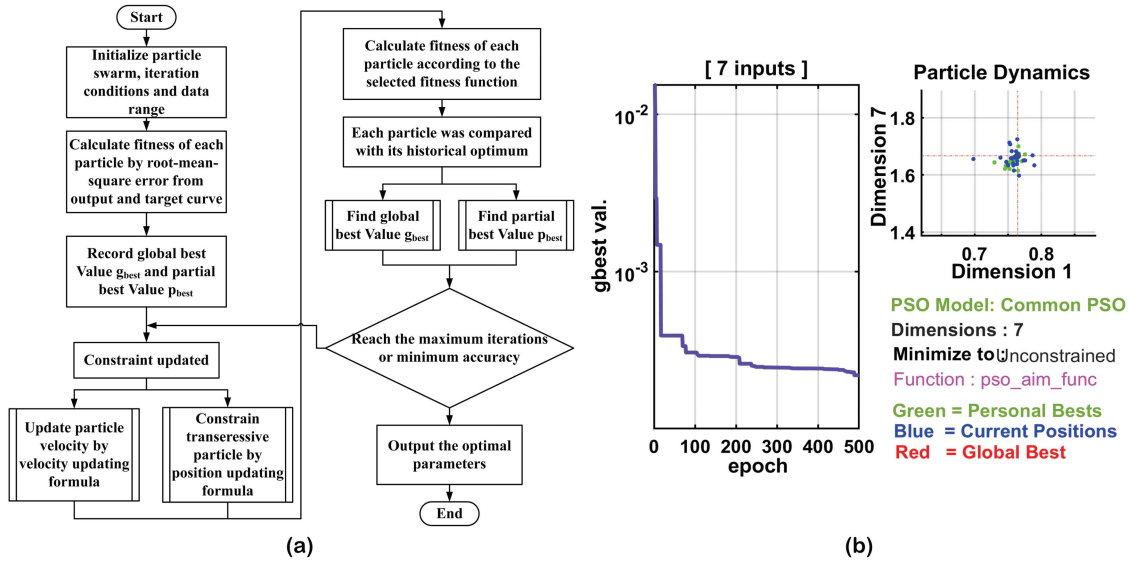 Start
Initialize particle
swarm, iteration
conditions and data
range
Calculate fitness of each
particle by root-mean-
square error from
output and target curve
Record global best
Value gbest and partial
best Value pbest
Constraint updated
Update particle
velocity by
velocity updating
formula
Constrain
transeressive
particle by
position updating
formula
Calculate fitness of each
particle according to the
selected fitness function
Each particle was compared
with its historical optimum
Find global
best Value gbest
Find partial
best Value pbest
Reach the maximum iterations
or minimum accuracy
Output the optimal
parameters
End
(a)
[ 7 inputs ]
gbest val.
10-2
10-3
0 100 200 300 400 500
epoch
Particle Dynamics
Dimension 7
1.8
1.6
1.4
0.7 0.8
Dimension 1
PSO Model: Common PSO
Dimensions : 7
Minimize to : Unconstrained
Function : pso_aim_func
Green = Personal Bests
Blue = Current Positions
Red = Global Best
(b)